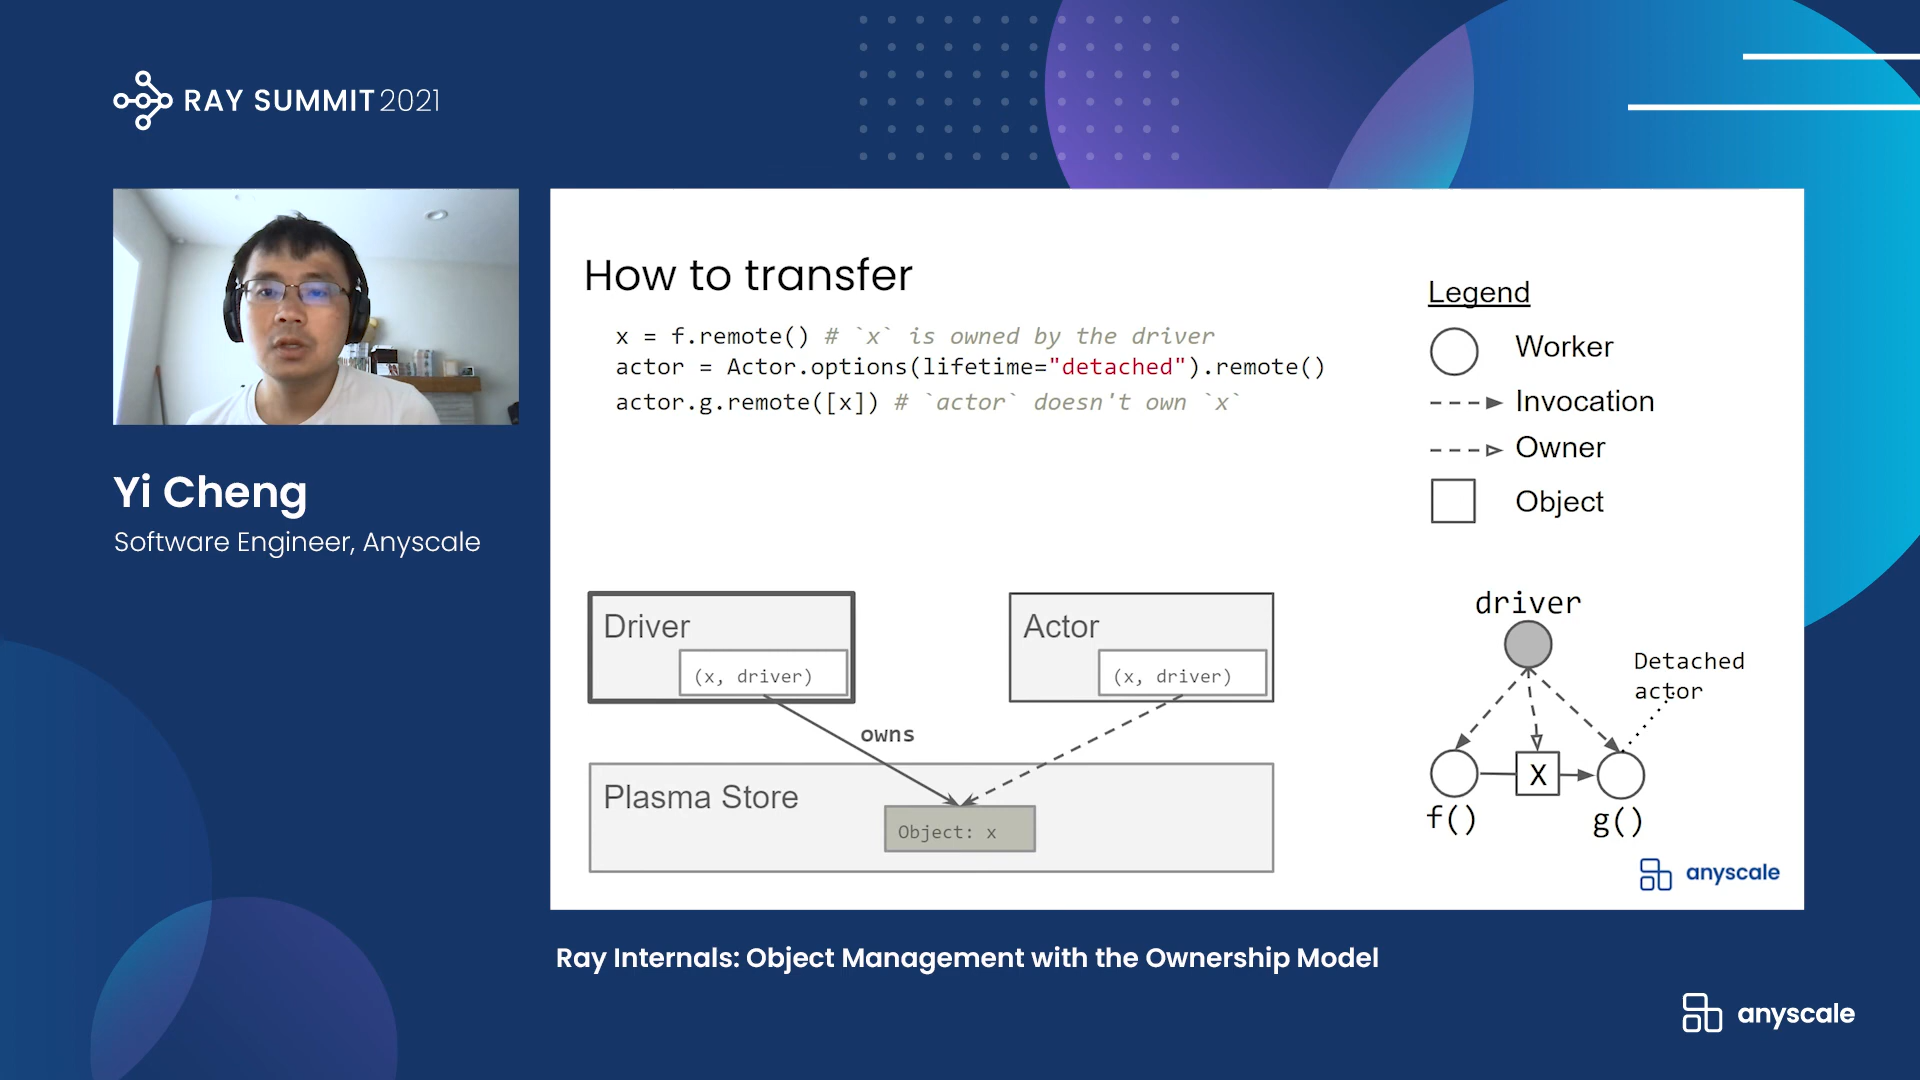 RAY SUMMIT 2021
Yi Cheng
Software Engineer, Anyscale
How to transfer
x = f.remote() # `x` is owned by the driver
actor = Actor.options(lifetime="detached").remote()
actor.g.remote([x]) # `actor` doesn't own `x`
Legend
Worker
Invocation
Owner
Object
Driver
(x, driver)
Actor
(x, driver)
owns
Plasma Store
Object: x
driver
Detached
actor
X
f()
g()
anyscale
Ray Internals: Object Management with the Ownership Model
anyscale